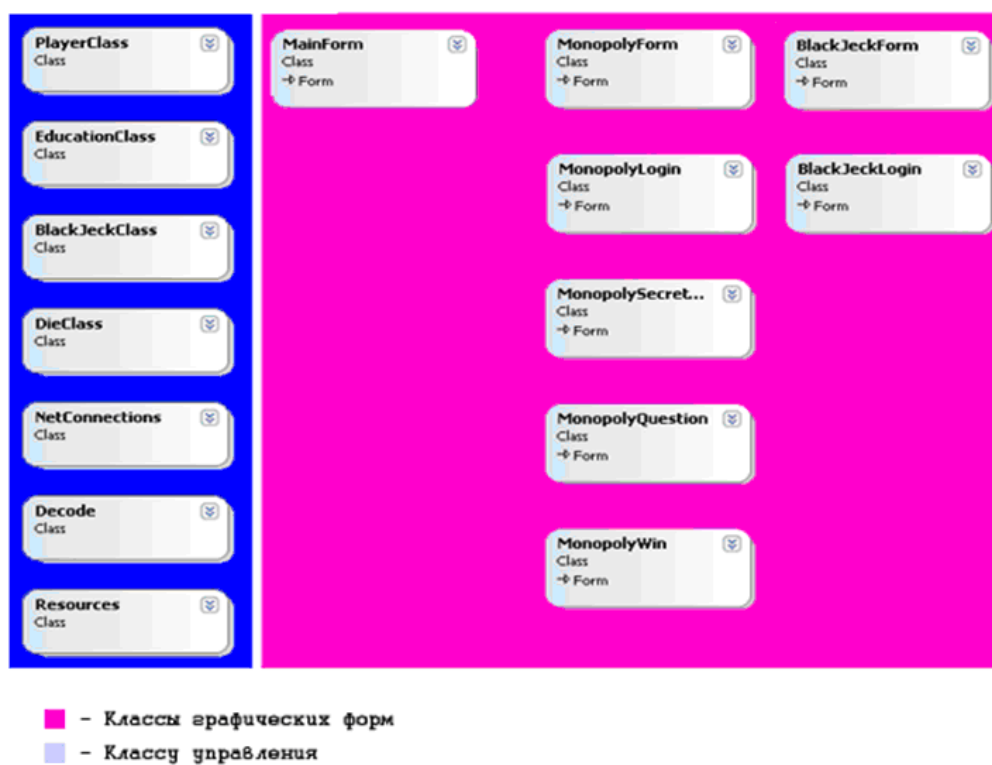 PlayerClass
Class
EducationClass
Class
BlackJeckClass
Class
DieClass
Class
NetConnections
Class
Decode
Class
Resources
Class
MainForm
Class
Form
MonopolyForm
Class
Form
MonopolyLogin
Class
Form
MonopolySecret...
Class
Form
MonopolyQuestion
Class
Form
MonopolyWin
Class
Form
BlackJeckForm
Class
Form
BlackJeckLogin
Class
Form
- Классы графических форм
- Классу управления